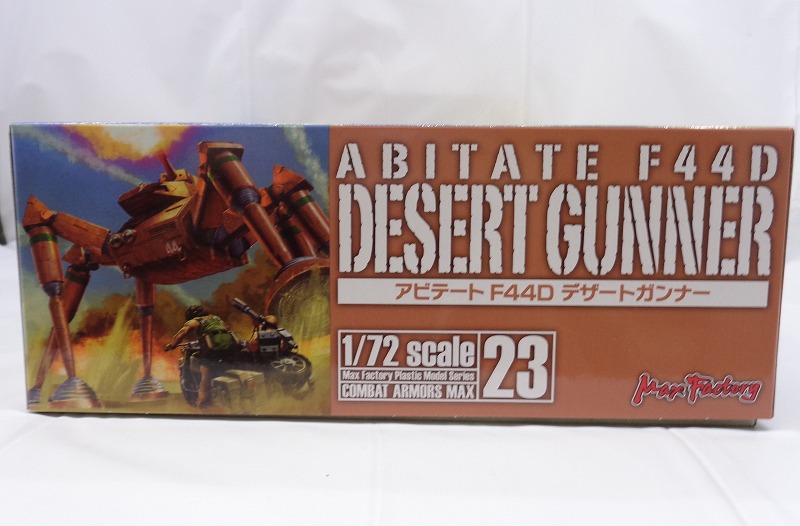 ABITATE F44D
DESERT GUNNER
アビテート F44D デザートガンナー
1/72 scale
Max Factory Plastic Model Series
COMBAT ARMORS MAX
23
Max Factory
44